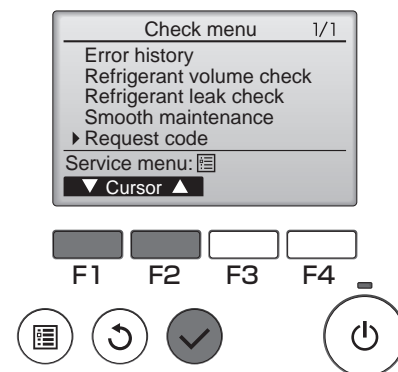 Check menu 1/1
Error history
Refrigerant volume check
Refrigerant leak check
Smooth maintenance
▶ Request code
Service menu:
▼ Cursor ▲
F1 F2 F3 F4